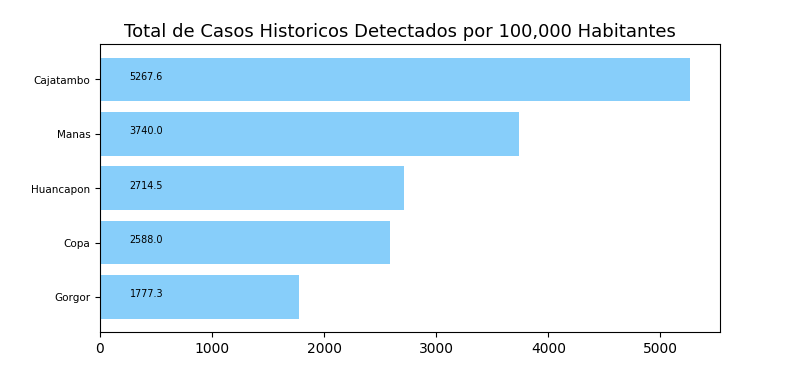 Total de Casos Historicos Detectados por 100,000 Habitantes
Cajatambo 5267.6
Manas 3740.0
Huancapon 2714.5
Copa 2588.0
Gorgor 1777.3
0 1000 2000 3000 4000 5000